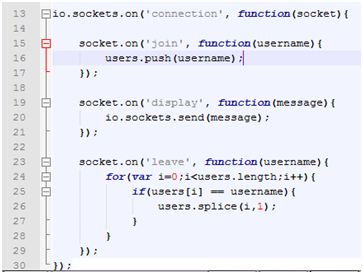 13 io.sockets.on('connection', function(socket){
14
15 socket.on('join', function(username){
16 users.push(username);
17 });
18
19 socket.on('display', function(message){
20 io.sockets.send(message);
21 });
22
23 socket.on('leave', function(username){
24 for(var i=0;i<users.length;i++){
25 if(users[i] == username){
26 users.splice(i,1);
27 }
28 }
29 });
30 });